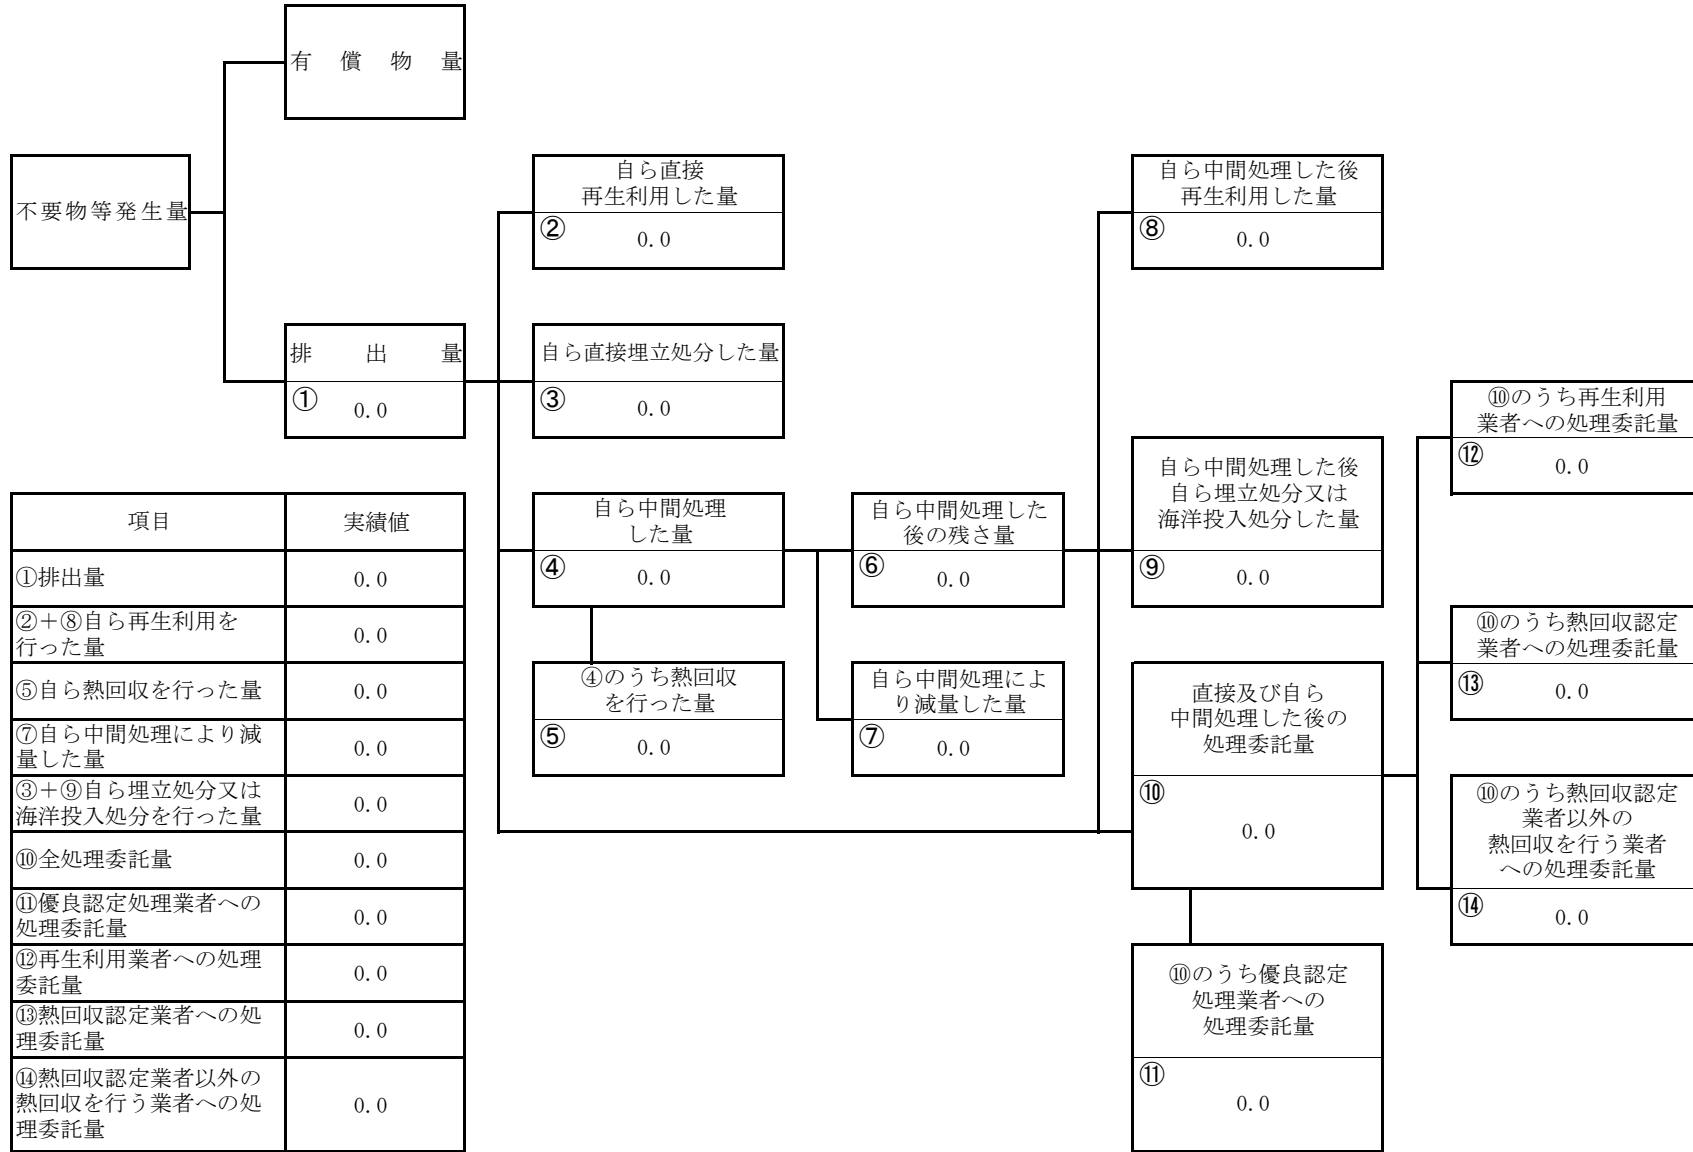 有償物量
不要物等発生量
排出量
① 0.0
自ら直接
再生利用した量
② 0.0
自ら直接埋立処分した量
③ 0.0
自ら中間処理
した量
④ 0.0
④のうち熱回収
を行った量
⑤ 0.0
自ら中間処理した
後の残さ量
⑥ 0.0
自ら中間処理によ
り減量した量
⑦ 0.0
自ら中間処理した後
再生利用した量
⑧ 0.0
自ら中間処理した後
自ら埋立処分又は
海洋投入処分した量
⑨ 0.0
直接及び自ら
中間処理した後の
処理委託量
⑩ 0.0
⑩のうち優良認定
処理業者への
処理委託量
⑪ 0.0
⑩のうち再生利用
業者への処理委託量
⑫ 0.0
⑩のうち熱回収認定
業者への処理委託量
⑬ 0.0
⑩のうち熱回収認定
業者以外の
熱回収を行う業者
への処理委託量
⑭ 0.0
項目 実績値
①排出量 0.0
②＋⑧自ら再生利用を
行った量 0.0
⑤自ら熱回収を行った量 0.0
⑦自ら中間処理により減
量した量 0.0
③＋⑨自ら埋立処分又は
海洋投入処分を行った量 0.0
⑩全処理委託量 0.0
⑪優良認定処理業者への
処理委託量 0.0
⑫再生利用業者への処理
委託量 0.0
⑬熱回収認定業者への処
理委託量 0.0
⑭熱回収認定業者以外の
熱回収を行う業者への処
理委託量 0.0